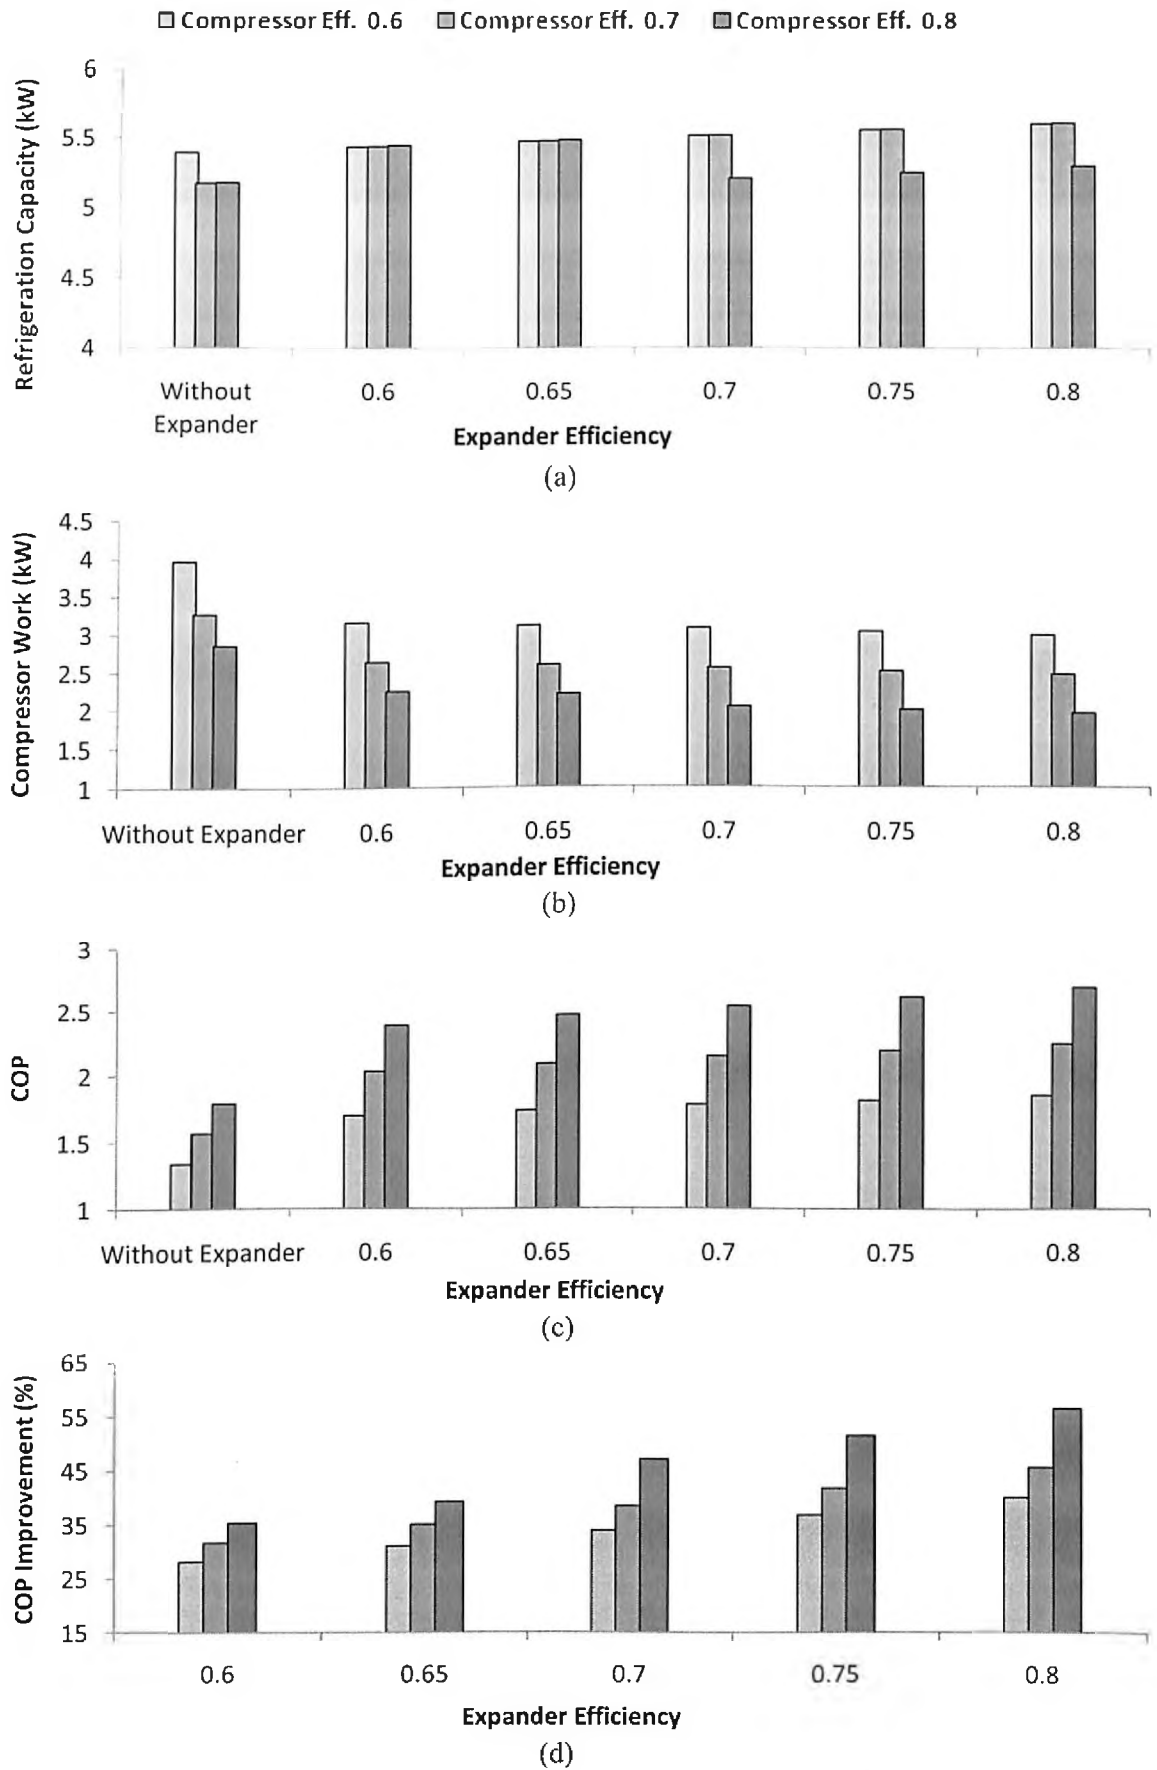 Compressor Eff. 0.6 Compressor Eff. 0.7 Compressor Eff. 0.8
Refrigeration Capacity (kW)
6
5.5
5
4.5
4
Without Expander 0.6 0.65 0.7 0.75 0.8
Expander Efficiency
(a)
Compressor Work (kW)
4.5
4
3.5
3
2.5
2
1.5
1
Without Expander 0.6 0.65 0.7 0.75 0.8
Expander Efficiency
(b)
COP
3
2.5
2
1.5
1
Without Expander 0.6 0.65 0.7 0.75 0.8
Expander Efficiency
(c)
COP Improvement (%)
65
55
45
35
25
15
0.6 0.65 0.7 0.75 0.8
Expander Efficiency
(d)